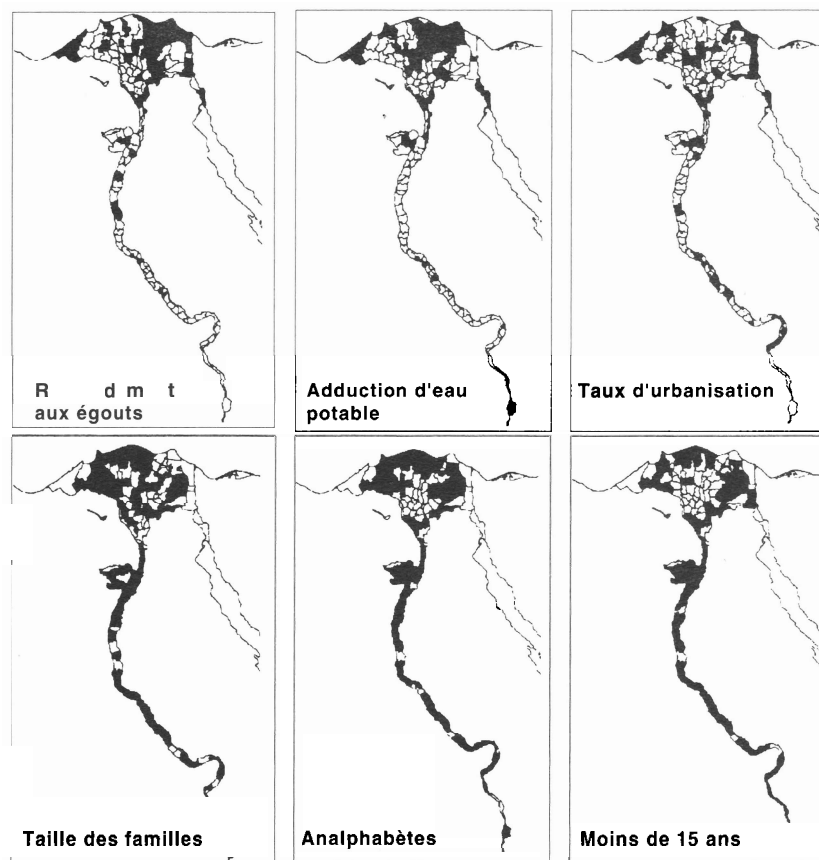 aux égouts
Adduction d'eau
potable
Taux d'urbanisation
Taille des familles
Analphabètes
Moins de 15 ans